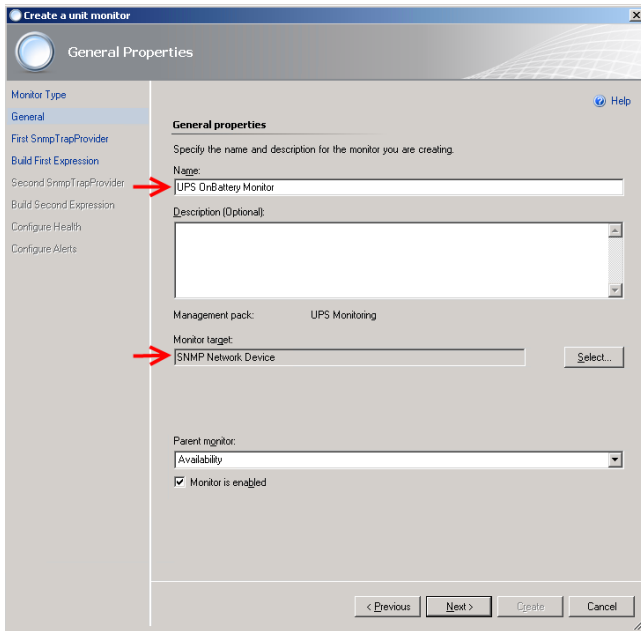 Create a unit monitor
General Properties
Monitor Type
General
First SnmpTrapProvider
Build First Expression
Second SnmpTrapProvider
Build Second Expression
Configure Health
Configure Alerts
Help
General properties
Specify the name and description for the monitor you are creating.
Name:
UPS OnBattery Monitor
Description (Optional):
Management pack: UPS Monitoring
Monitor target:
SNMP Network Device
Select...
Parent monitor:
Availability
Monitor is enabled
< Previous Next > Create Cancel